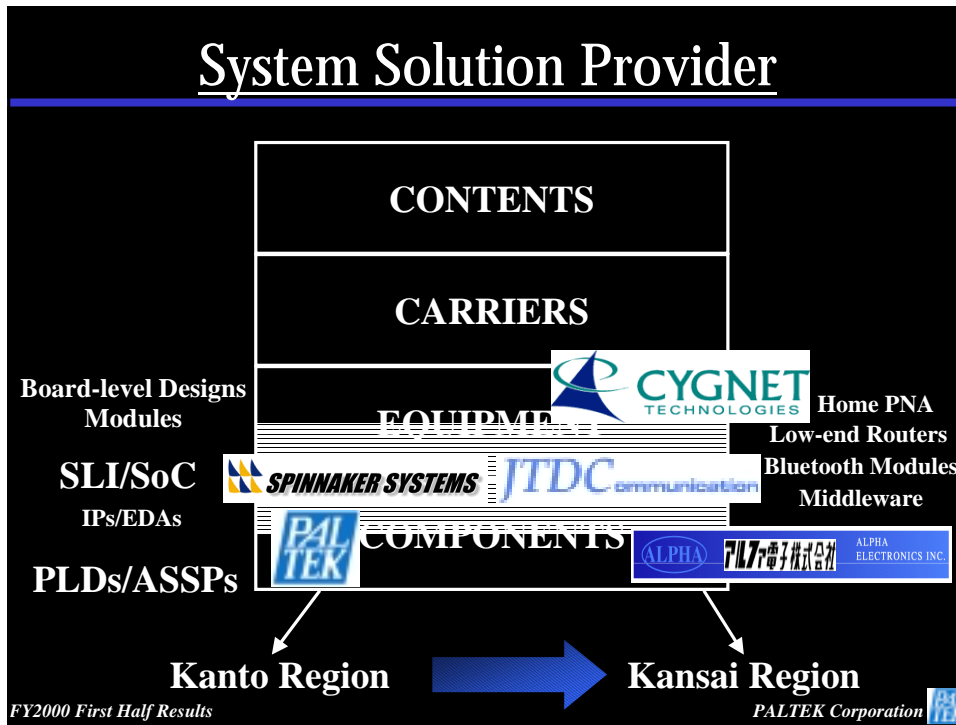 System Solution Provider
CONTENTS
CARRIERS
CYGNET
TECHNOLOGIES
EQUIPMENT
Board-level Designs
Modules
Home PNA
Low-end Routers
Bluetooth Modules
Middleware
SLI/SoC
IPs/EDAs
SPINNAKER SYSTEMS
JTDC
ommunication
PAL
TEK
COMPONENTS
ALPHA
アルファ電子株式会社
ALPHA
ELECTRONICS INC.
PLDs/ASSPs
Kanto Region
Kansai Region
FY2000 First Half Results
PALTEK Corporation